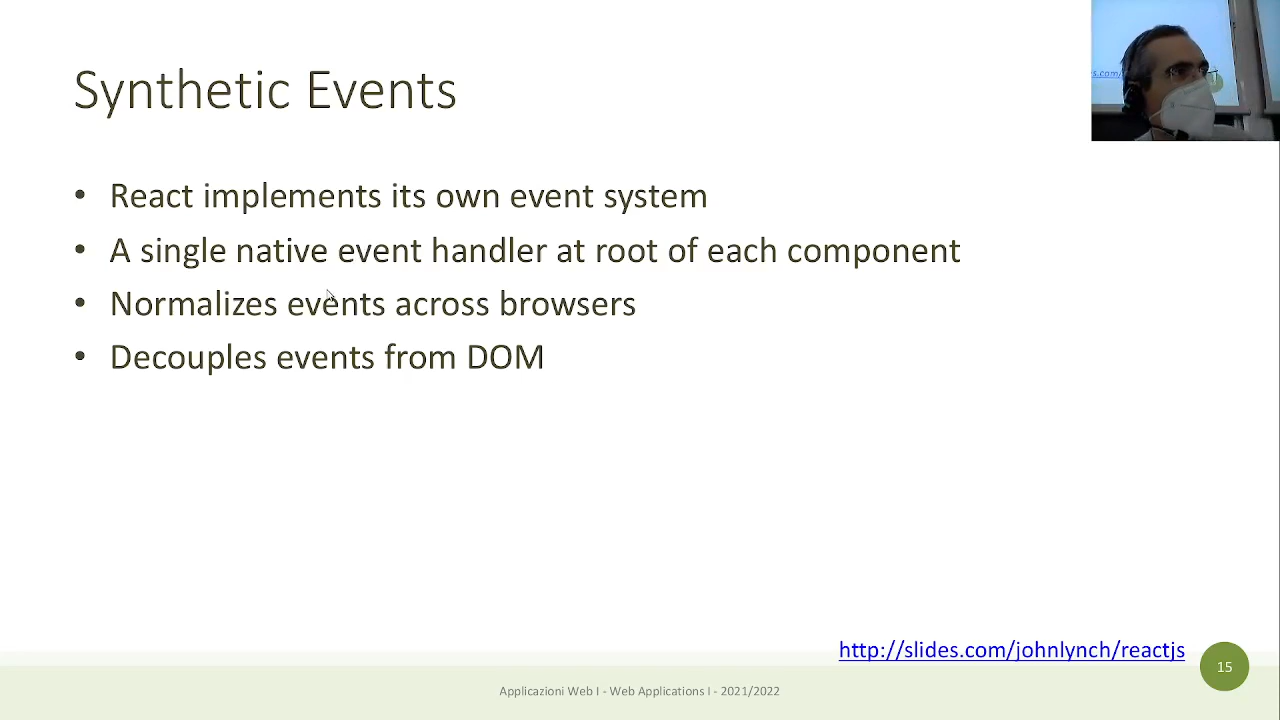 Synthetic Events
• React implements its own event system
• A single native event handler at root of each component
• Normalizes events across browsers
• Decouples events from DOM
http://slides.com/johnlynch/reactjs
15
Applicazioni Web I - Web Applications I - 2021/2022